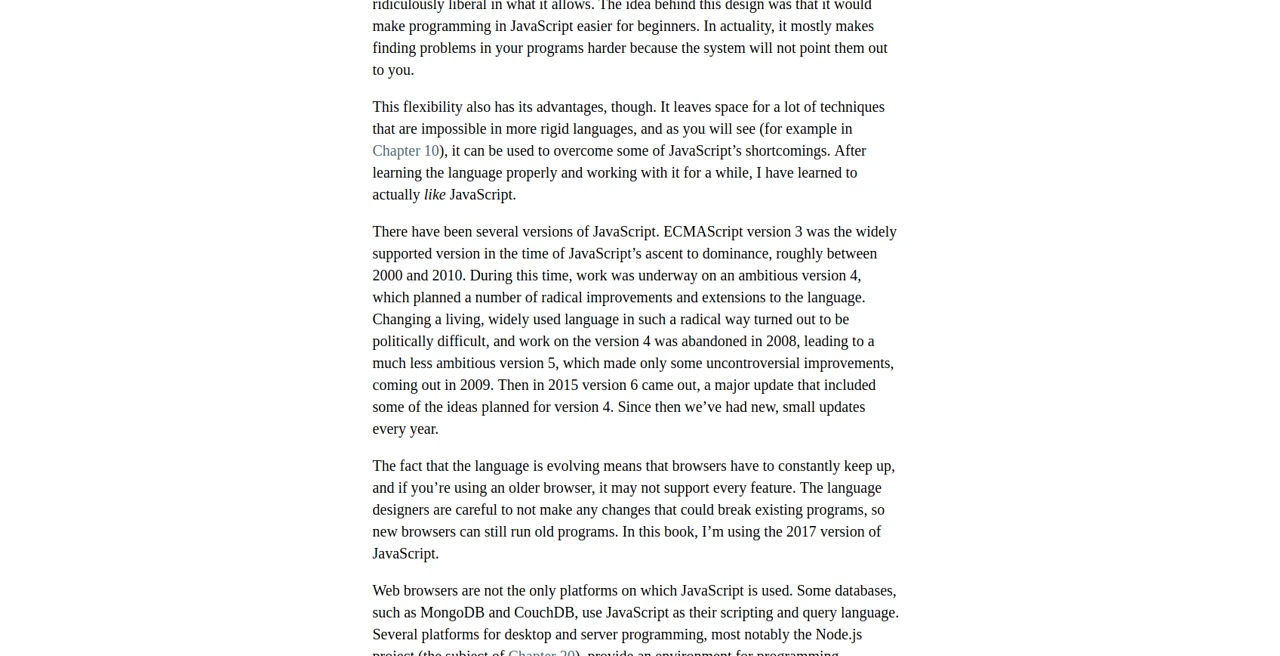 ridiculously liberal in what it allows. The idea behind this design was that it would
make programming in JavaScript easier for beginners. In actuality, it mostly makes
finding problems in your programs harder because the system will not point them out
to you.
This flexibility also has its advantages, though. It leaves space for a lot of techniques
that are impossible in more rigid languages, and as you will see (for example in
Chapter 10), it can be used to overcome some of JavaScript’s shortcomings. After
learning the language properly and working with it for a while, I have learned to
actually like JavaScript.
There have been several versions of JavaScript. ECMAScript version 3 was the widely
supported version in the time of JavaScript’s ascent to dominance, roughly between
2000 and 2010. During this time, work was underway on an ambitious version 4,
which planned a number of radical improvements and extensions to the language.
Changing a living, widely used language in such a radical way turned out to be
politically difficult, and work on the version 4 was abandoned in 2008, leading to a
much less ambitious version 5, which made only some uncontroversial improvements,
coming out in 2009. Then in 2015 version 6 came out, a major update that included
some of the ideas planned for version 4. Since then we’ve had new, small updates
every year.
The fact that the language is evolving means that browsers have to constantly keep up,
and if you’re using an older browser, it may not support every feature. The language
designers are careful to not make any changes that could break existing programs, so
new browsers can still run old programs. In this book, I’m using the 2017 version of
JavaScript.
Web browsers are not the only platforms on which JavaScript is used. Some databases,
such as MongoDB and CouchDB, use JavaScript as their scripting and query language.
Several platforms for desktop and server programming, most notably the Node.js
project (the subject of Chapter 20), provide an environment for programming